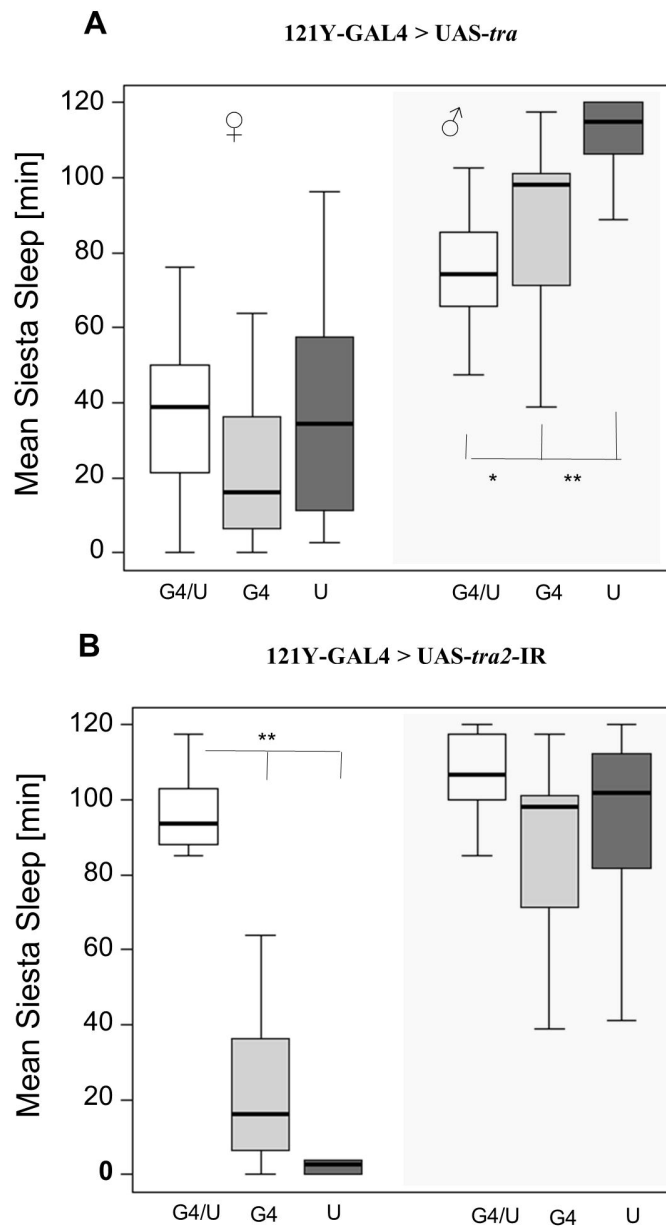 A
121Y-GAL4 > UAS-tra
♀
♂
Mean Siesta Sleep [min]
120
100
80
60
40
20
0
* **
G4/U G4 U G4/U G4 U
B
121Y-GAL4 > UAS-tra2-IR
Mean Siesta Sleep [min]
120
100
80
60
40
20
0
**
G4/U G4 U G4/U G4 U